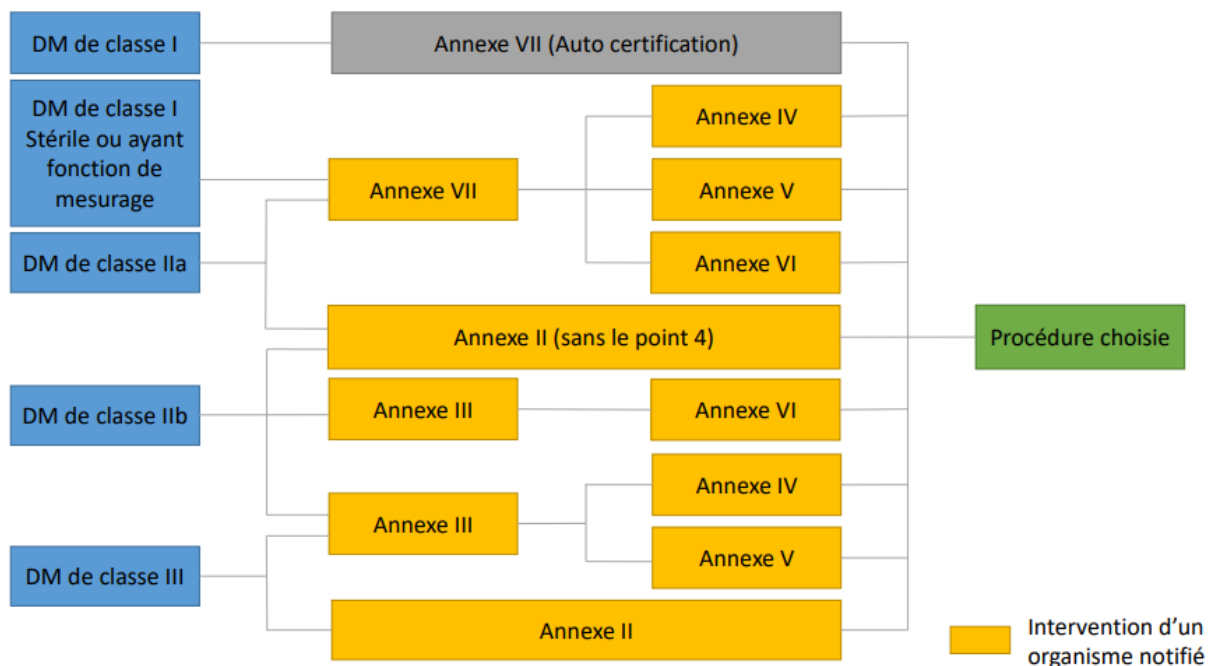 DM de classe I
Annexe VII (Auto certification)
DM de classe I
Stérile ou ayant
fonction de
mesurage
Annexe IV
Annexe VII
Annexe V
DM de classe IIa
Annexe VI
Annexe II (sans le point 4)
Procédure choisie
DM de classe IIb
Annexe III
Annexe VI
Annexe IV
Annexe III
Annexe V
DM de classe III
Annexe II
Intervention d’un
organisme notifié